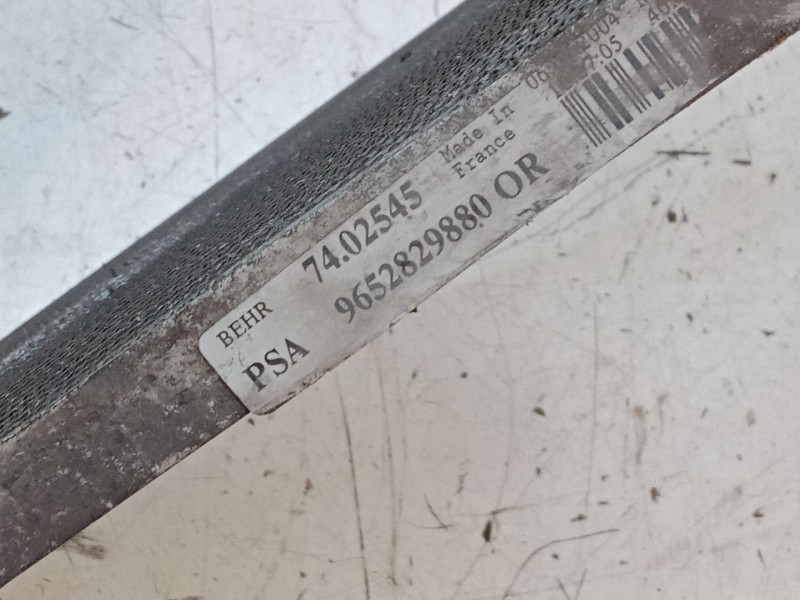 BEHR 74.02545 Made In
France
PSA 9652829880 OR